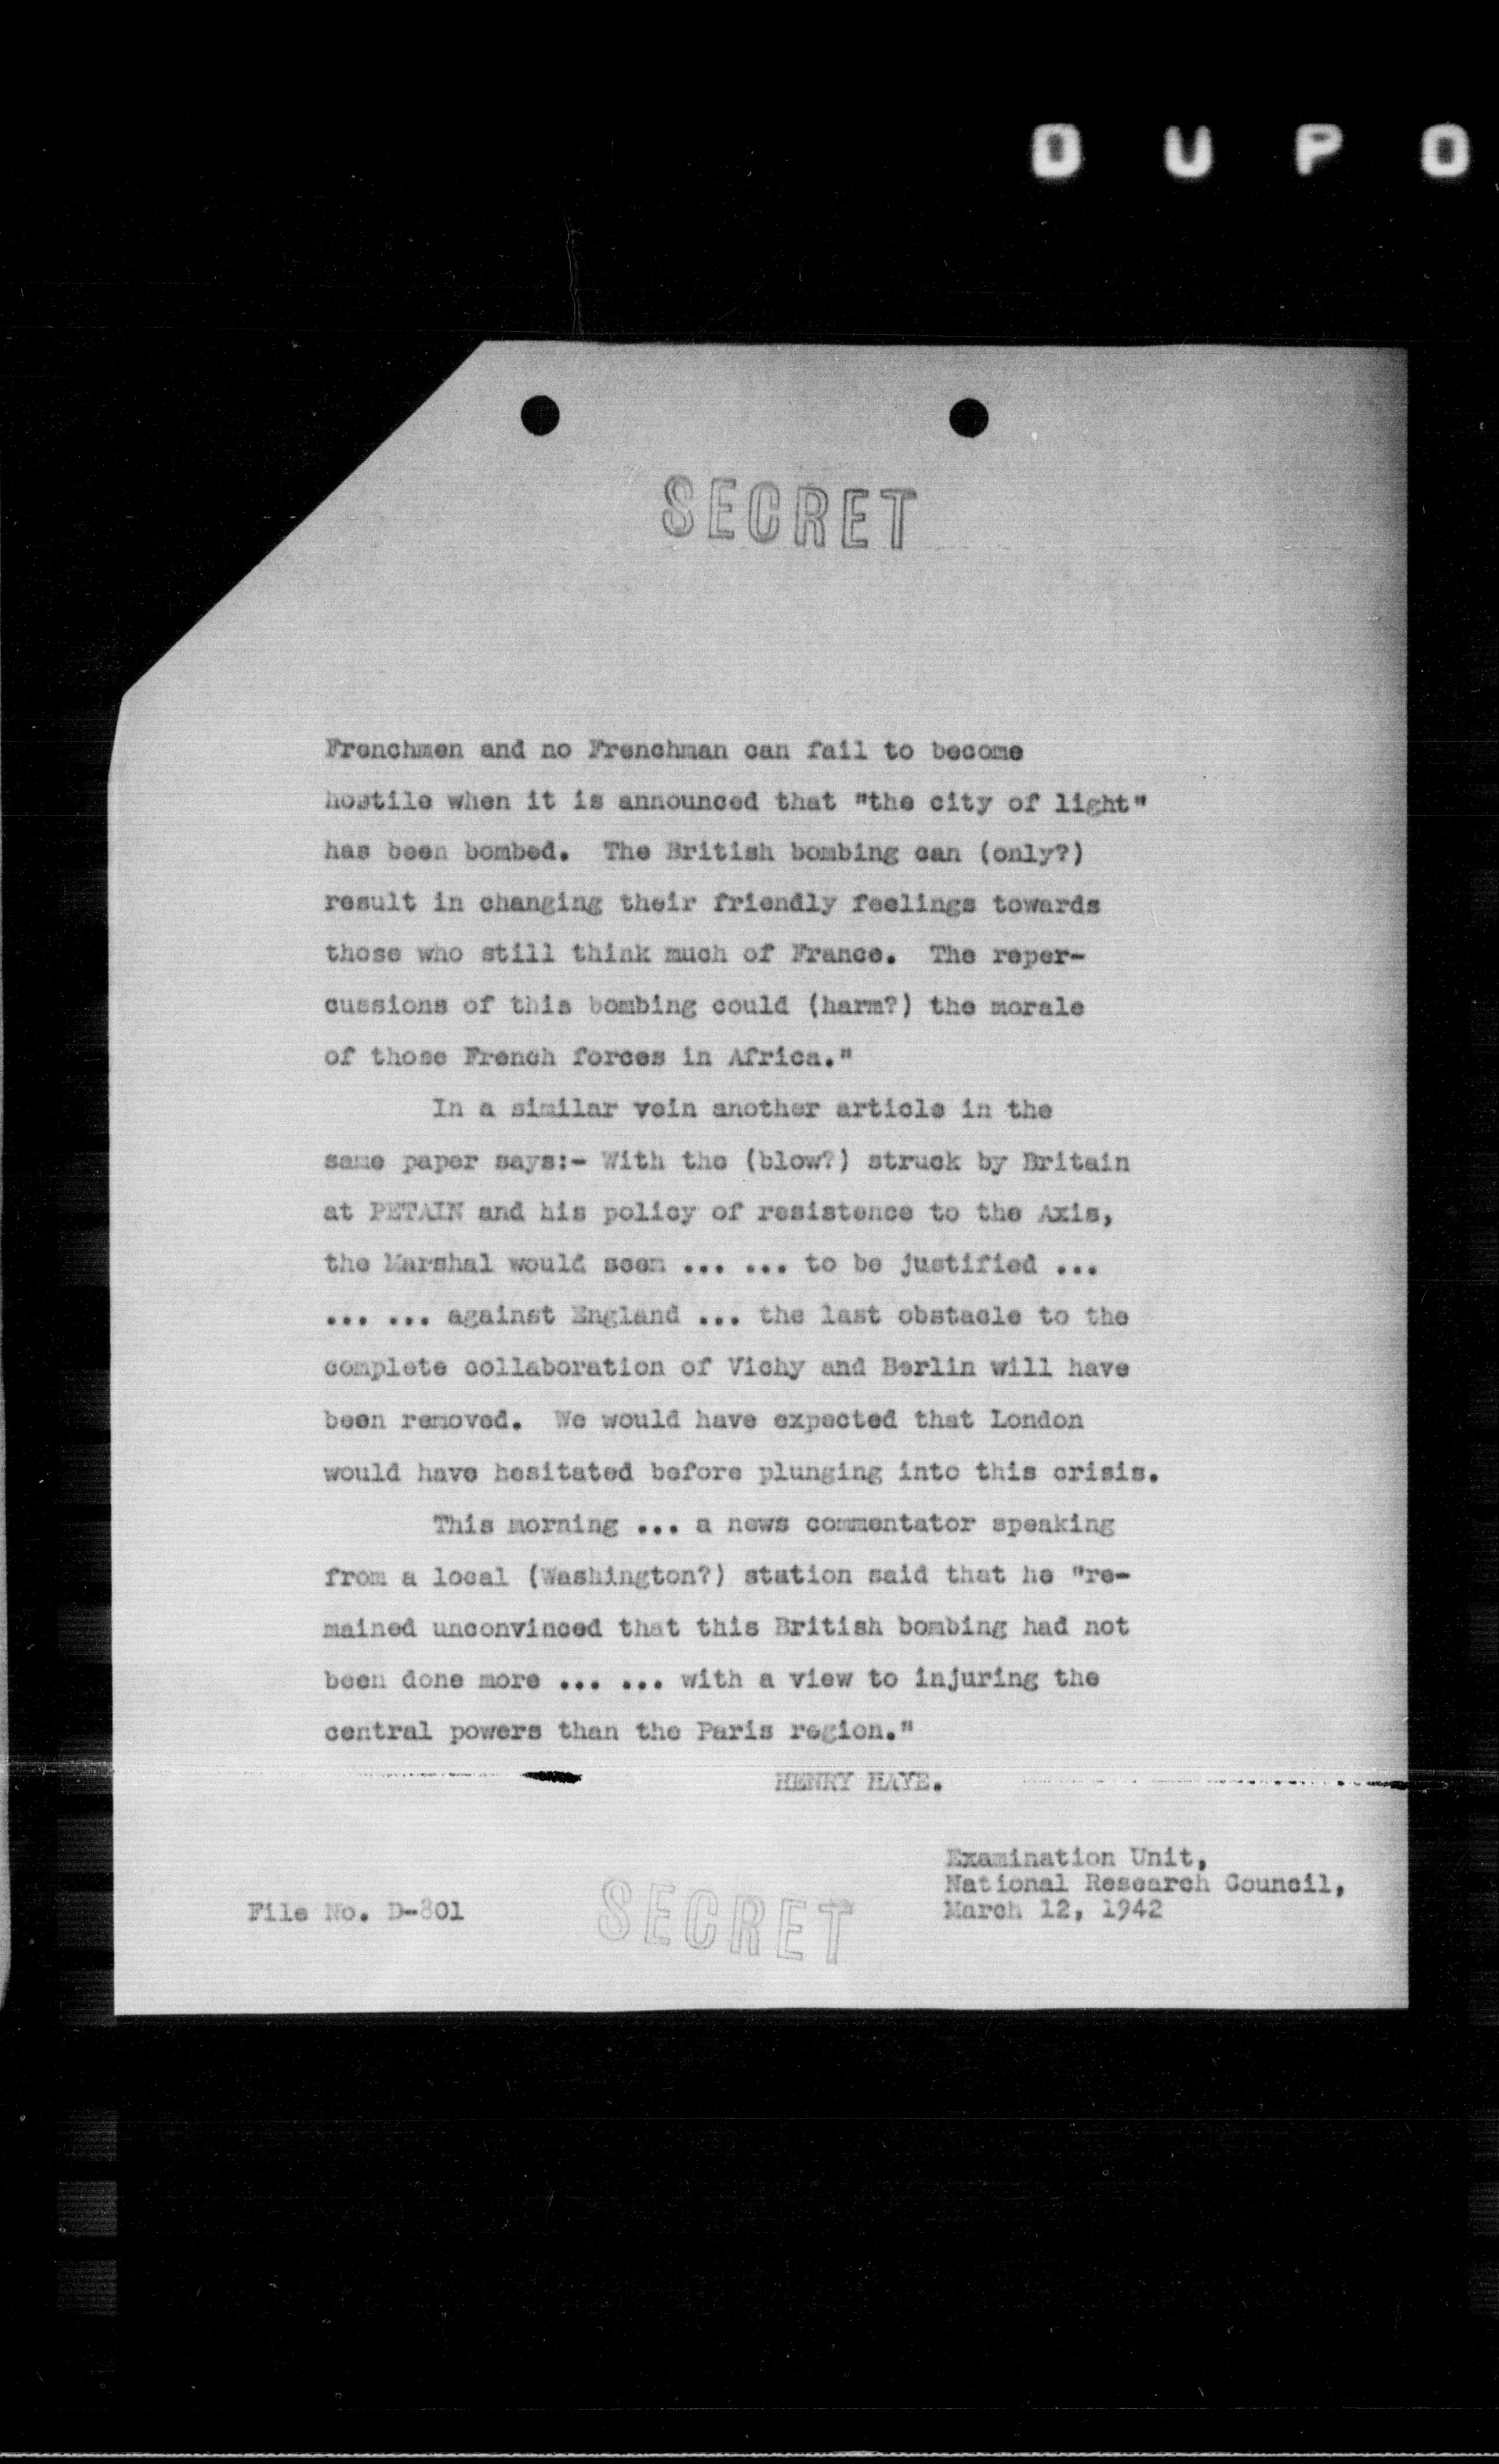 D U P O
SECRET
Frenchmen and no Frenchman can fail to become
hostile when it is announced that "the city of light"
has been bombed. The British bombing can (only?)
result in changing their friendly feelings towards
those who still think much of France. The reper-
cussions of this bombing could (harm?) the morale
of those French forces in Africa."
In a similar vein another article in the
same paper says:- With the (blow?) struck by Britain
at PETAIN and his policy of resistence to the Axis,
the Marshal would seem ... ... to be justified ...
... ... against England ... the last obstacle to the
complete collaboration of Vichy and Berlin will have
been removed. We would have expected that London
would have hesitated before plunging into this crisis.
This morning ... a news commentator speaking
from a local (Washington?) station said that he "re-
mained unconvinced that this British bombing had not
been done more ... ... with a view to injuring the
central powers than the Paris region."
HENRY HAYE.
Examination Unit,
National Research Council,
March 12, 1942
File No. D-801
SECRET